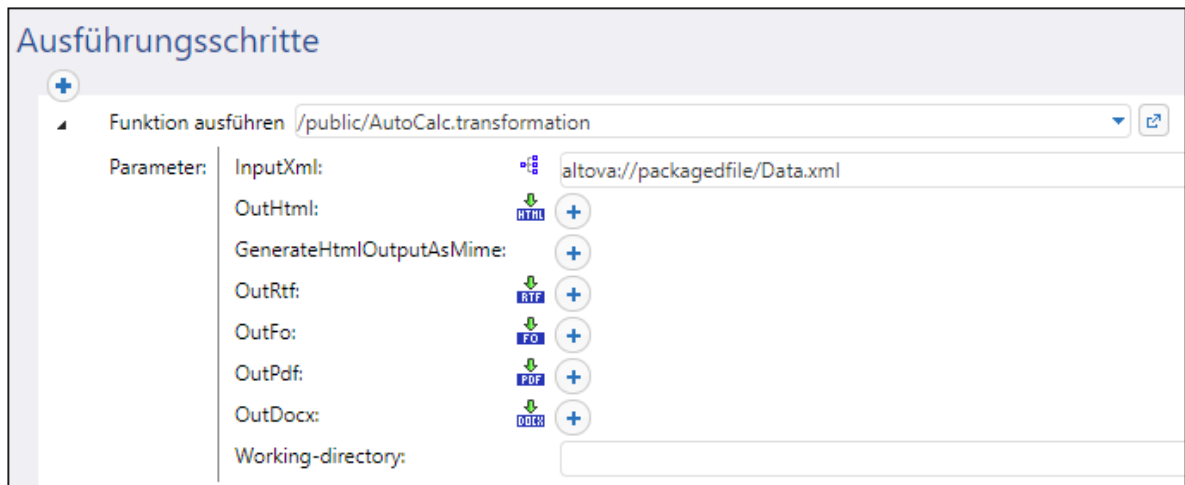 Ausführungsschritte
Funktion ausführen /public/AutoCalc.transformation
Parameter: InputXml: altova://packagedfile/Data.xml
OutHtml: HTML
GenerateHtmlOutputAsMime:
OutRtf: RTF
OutFo: FO
OutPdf: PDF
OutDocx: DOCX
Working-directory: